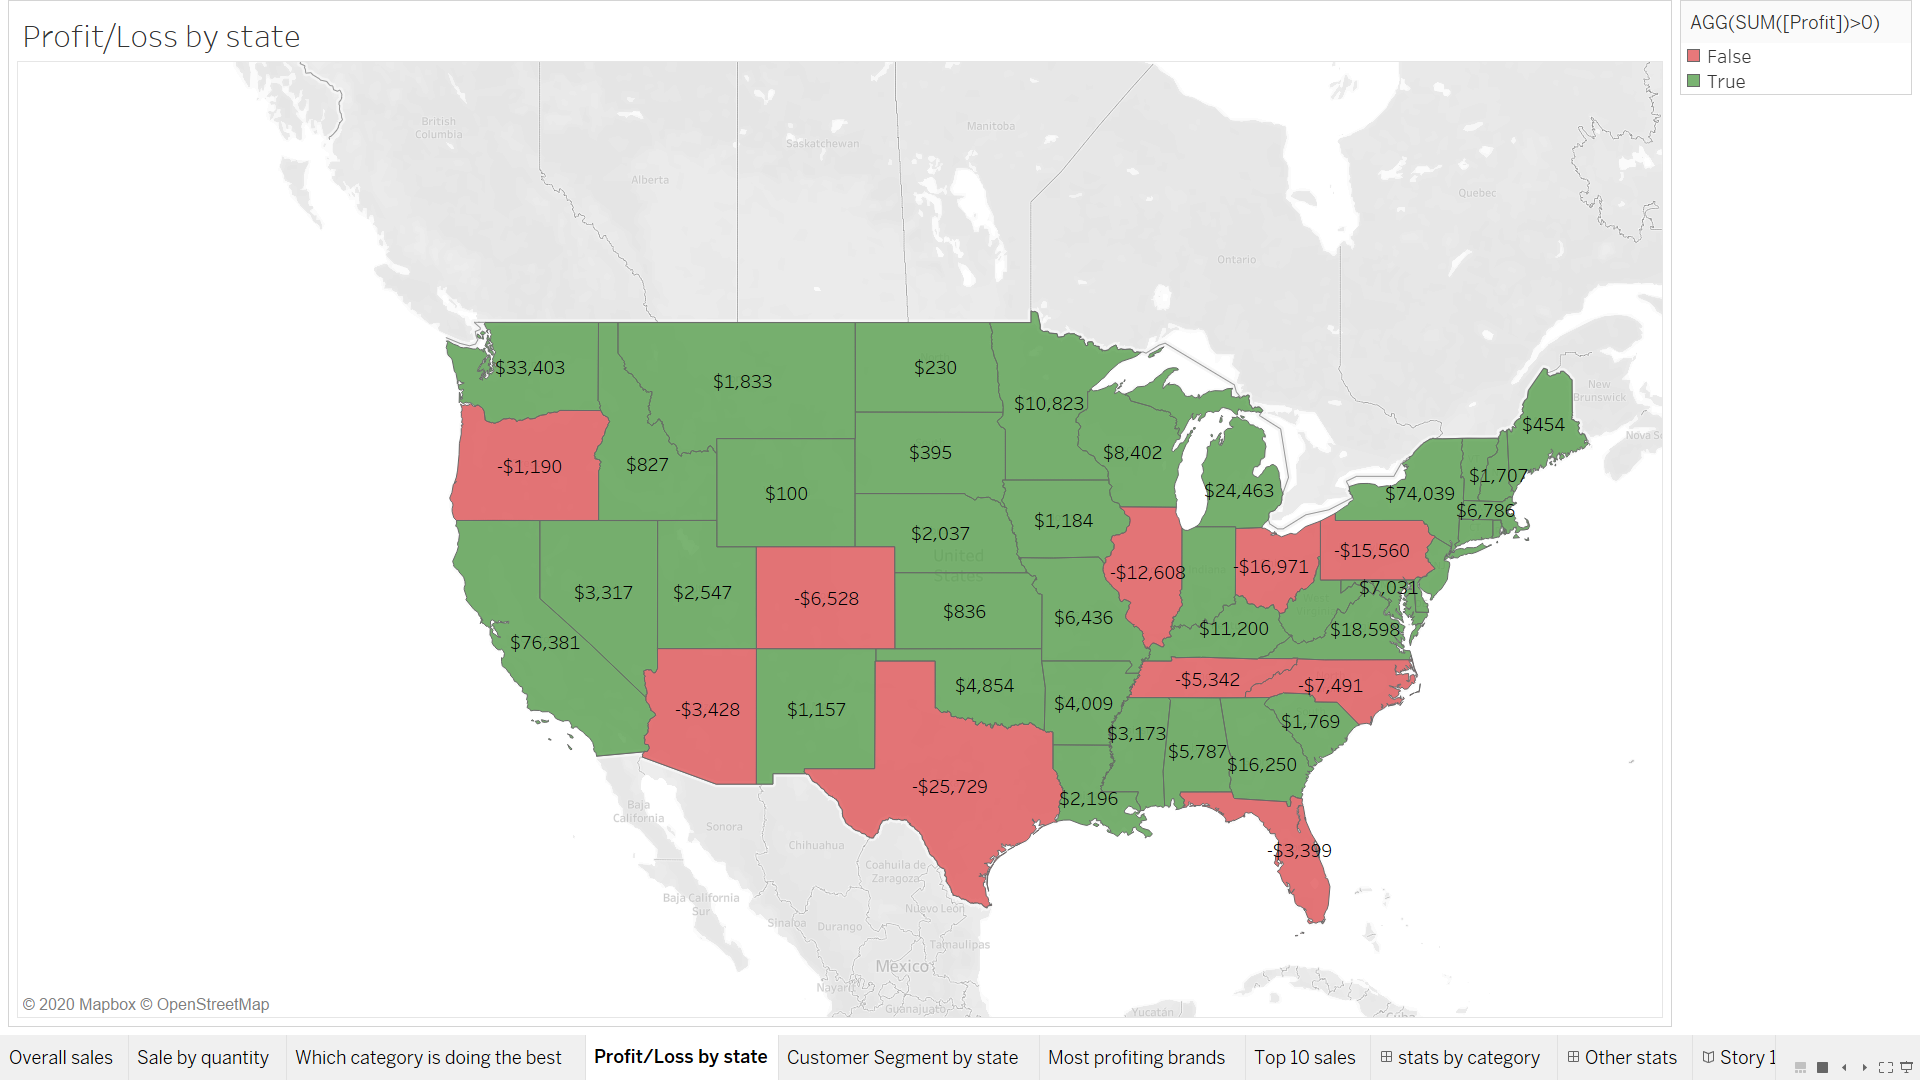 Profit/Loss by state
AGG(SUM([Profit])>0)
False
True
British
Columbia
Alberta
Saskatchewan
Manitoba
Ontario
Quebec
New
Brunswick
Nova Sc
$33,403
$1,833
$230
$10,823
$454
-$1,190
$827
$395
$8,402
$24,463
$1,707
$74,039
$6,786
$100
$1,184
$2,037
United
States
-$15,560
-$12,608
-$16,971
$7,031
$3,317
$2,547
-$6,528
$836
$6,436
$11,200
$18,598
$76,381
-$3,428
$1,157
$4,854
$4,009
-$5,342
-$7,491
$3,173
$1,769
$5,787
$16,250
-$25,729
$2,196
-$3,399
Baja
California
Sonora
Chihuahua
Coahuila de
Zaragoza
Baja California
Sur
Sinaloa
Durango
Nuevo León
Tamaulipas
Mexico
Nayarit
Guanajuato
Yucatán
Cuba
© 2020 Mapbox © OpenStreetMap
Overall sales
Sale by quantity
Which category is doing the best
Profit/Loss by state
Customer Segment by state
Most profiting brands
Top 10 sales
stats by category
Other stats
Story 1